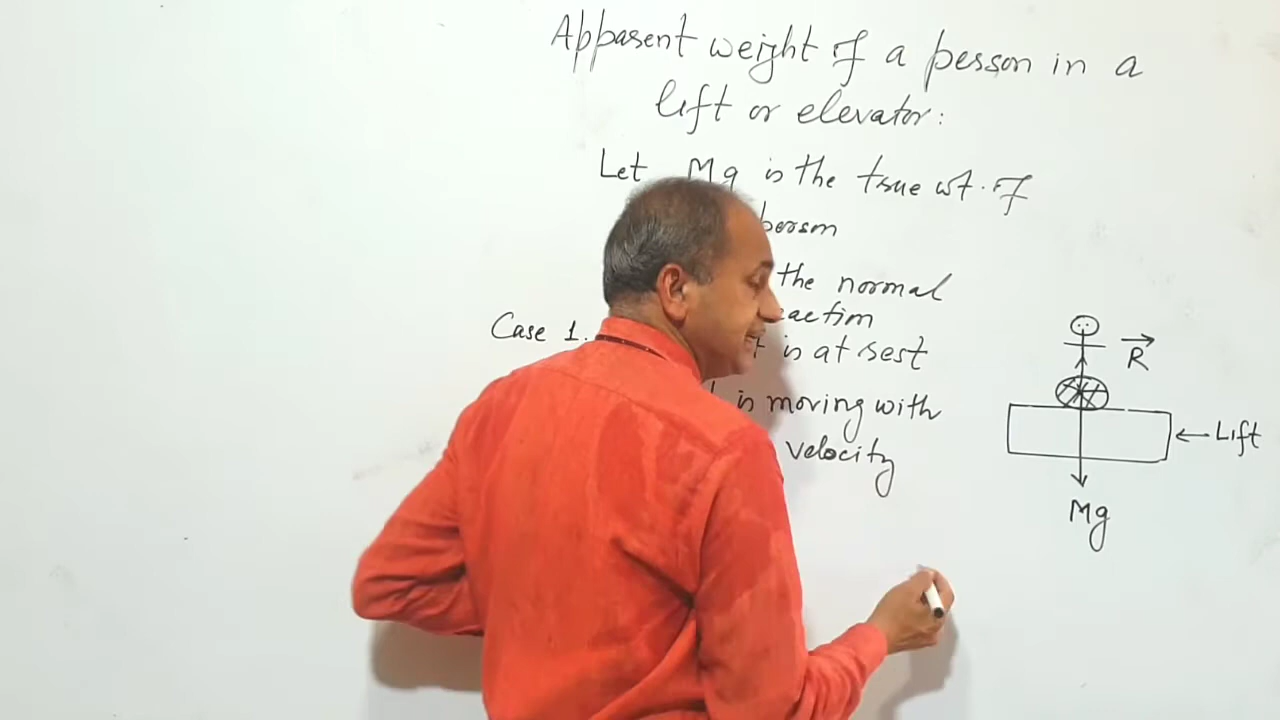 Apparent weight of a person in a
lift or elevator:
Let Mg is the true wt. of
person
the normal
eaction
Case 1. is at rest
is moving with
velocity
R
Lift
Mg